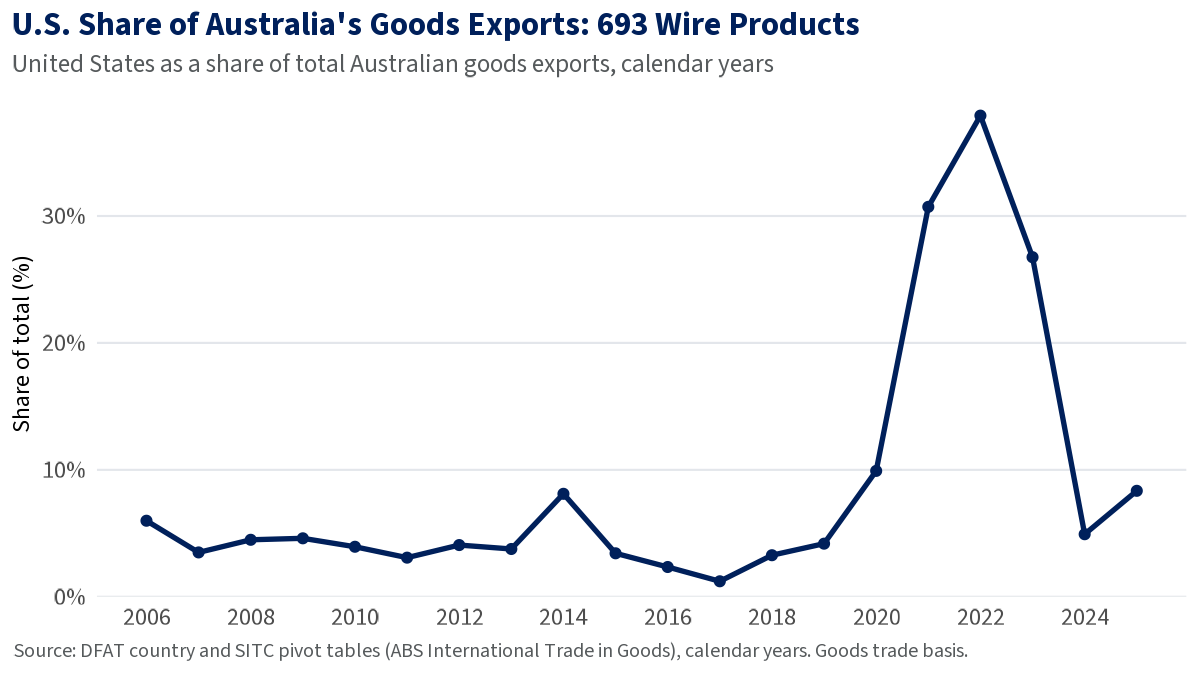 U.S. Share of Australia's Goods Exports: 693 Wire Products
United States as a share of total Australian goods exports, calendar years
Share of total (%)
30%
20%
10%
0%
2006 2008 2010 2012 2014 2016 2018 2020 2022 2024
Source: DFAT country and SITC pivot tables (ABS International Trade in Goods), calendar years. Goods trade basis.